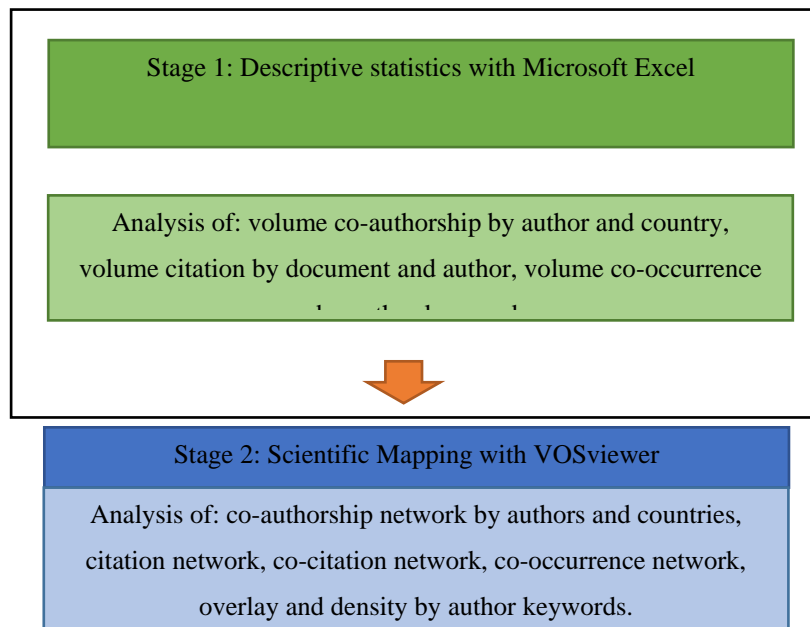 Stage 1: Descriptive statistics with Microsoft Excel
Analysis of: volume co-authorship by author and country,
volume citation by document and author, volume co-occurrence
Stage 2: Scientific Mapping with VOSviewer
Analysis of: co-authorship network by authors and countries,
citation network, co-citation network, co-occurrence network,
overlay and density by author keywords.